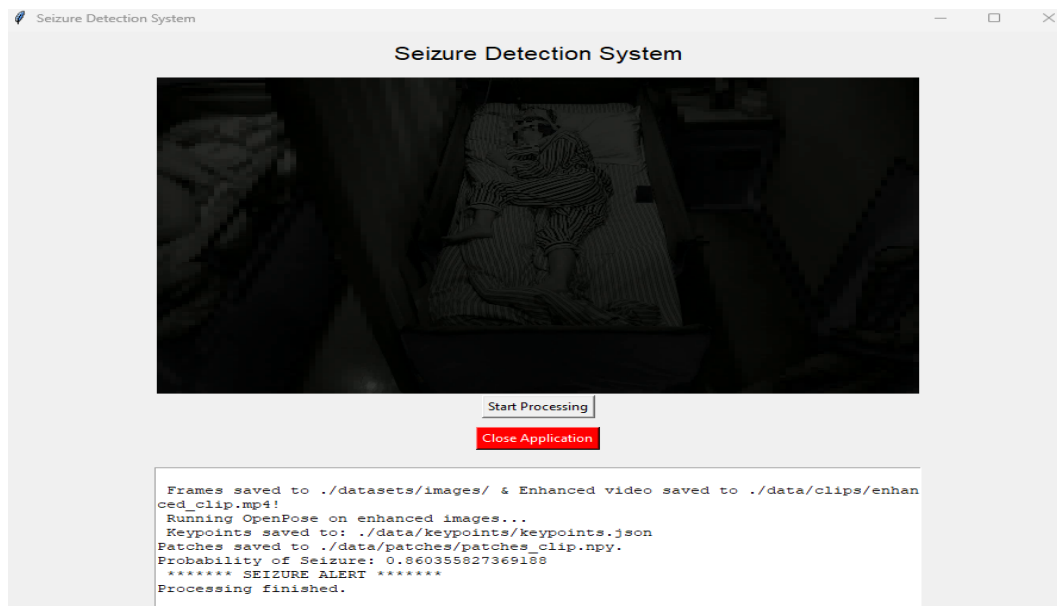 Seizure Detection System
Seizure Detection System
Start Processing
Close Application
Frames saved to ./datasets/images/ & Enhanced video saved to ./data/clips/enhan
ced_clip.mp4!
Running OpenPose on enhanced images...
Keypoints saved to: ./data/keypoints/keypoints.json
Patches saved to ./data/patches/patches_clip.npy.
Probability of Seizure: 0.860355827369188
******* SEIZURE ALERT *******
Processing finished.